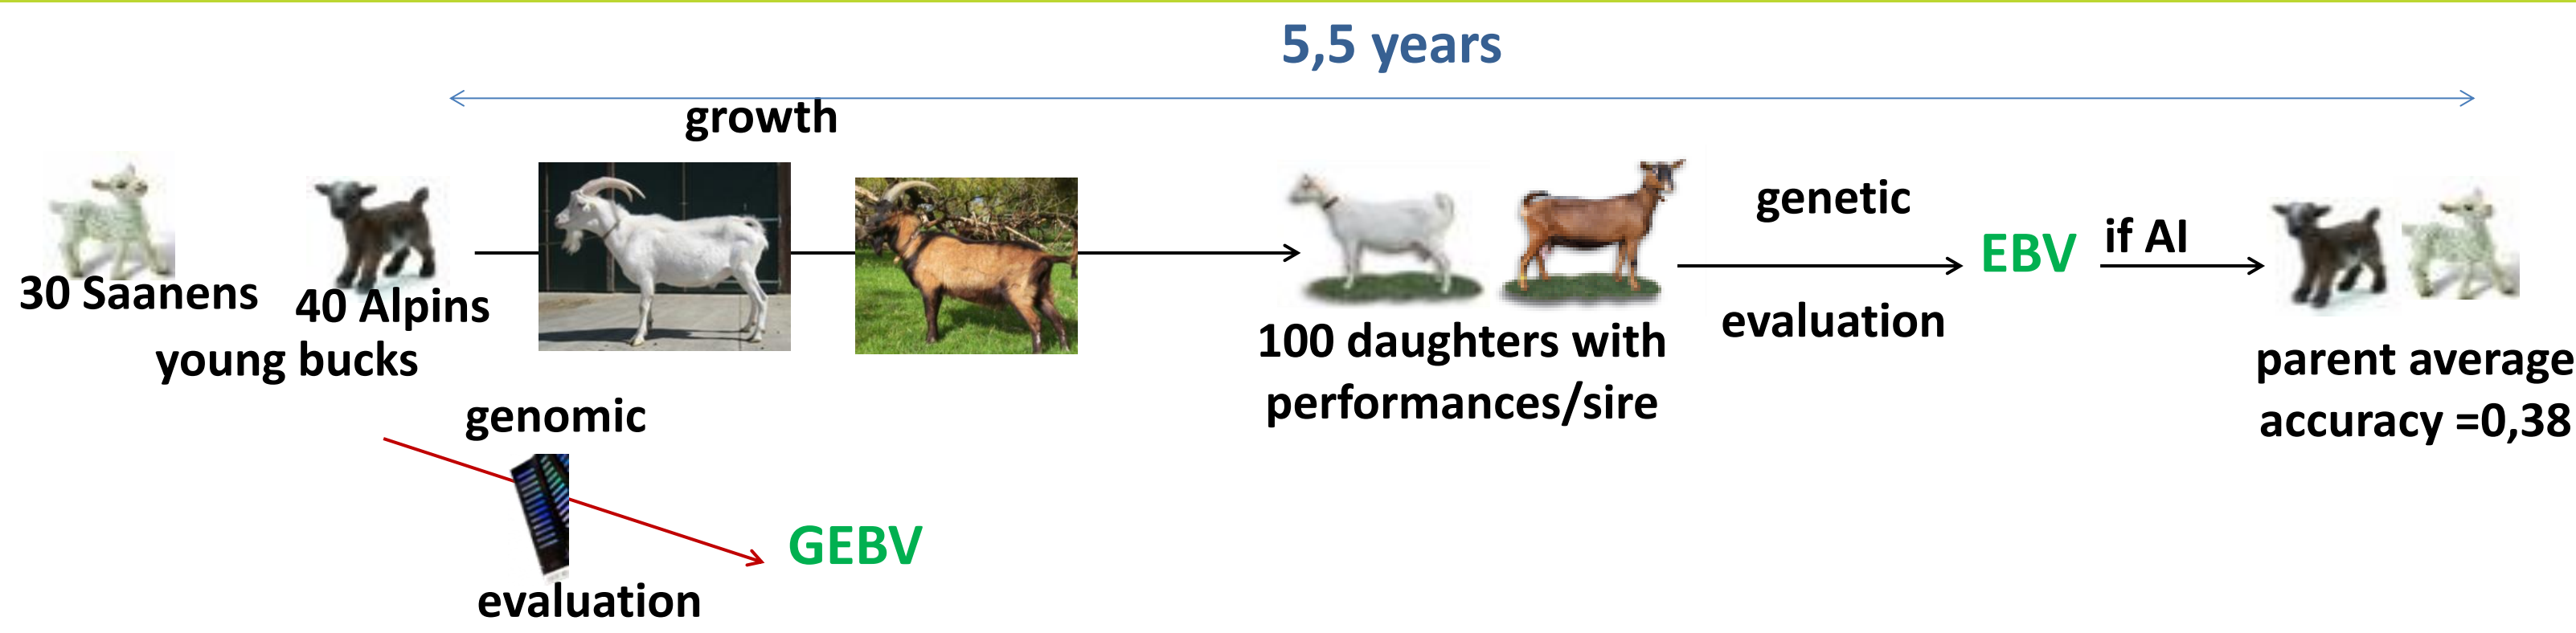 5,5 years
growth
30 Saanens
40 Alpins
young bucks
100 daughters with
performances/sire
genetic
evaluation
EBV
if AI
parent average
accuracy =0,38
genomic
evaluation
GEBV